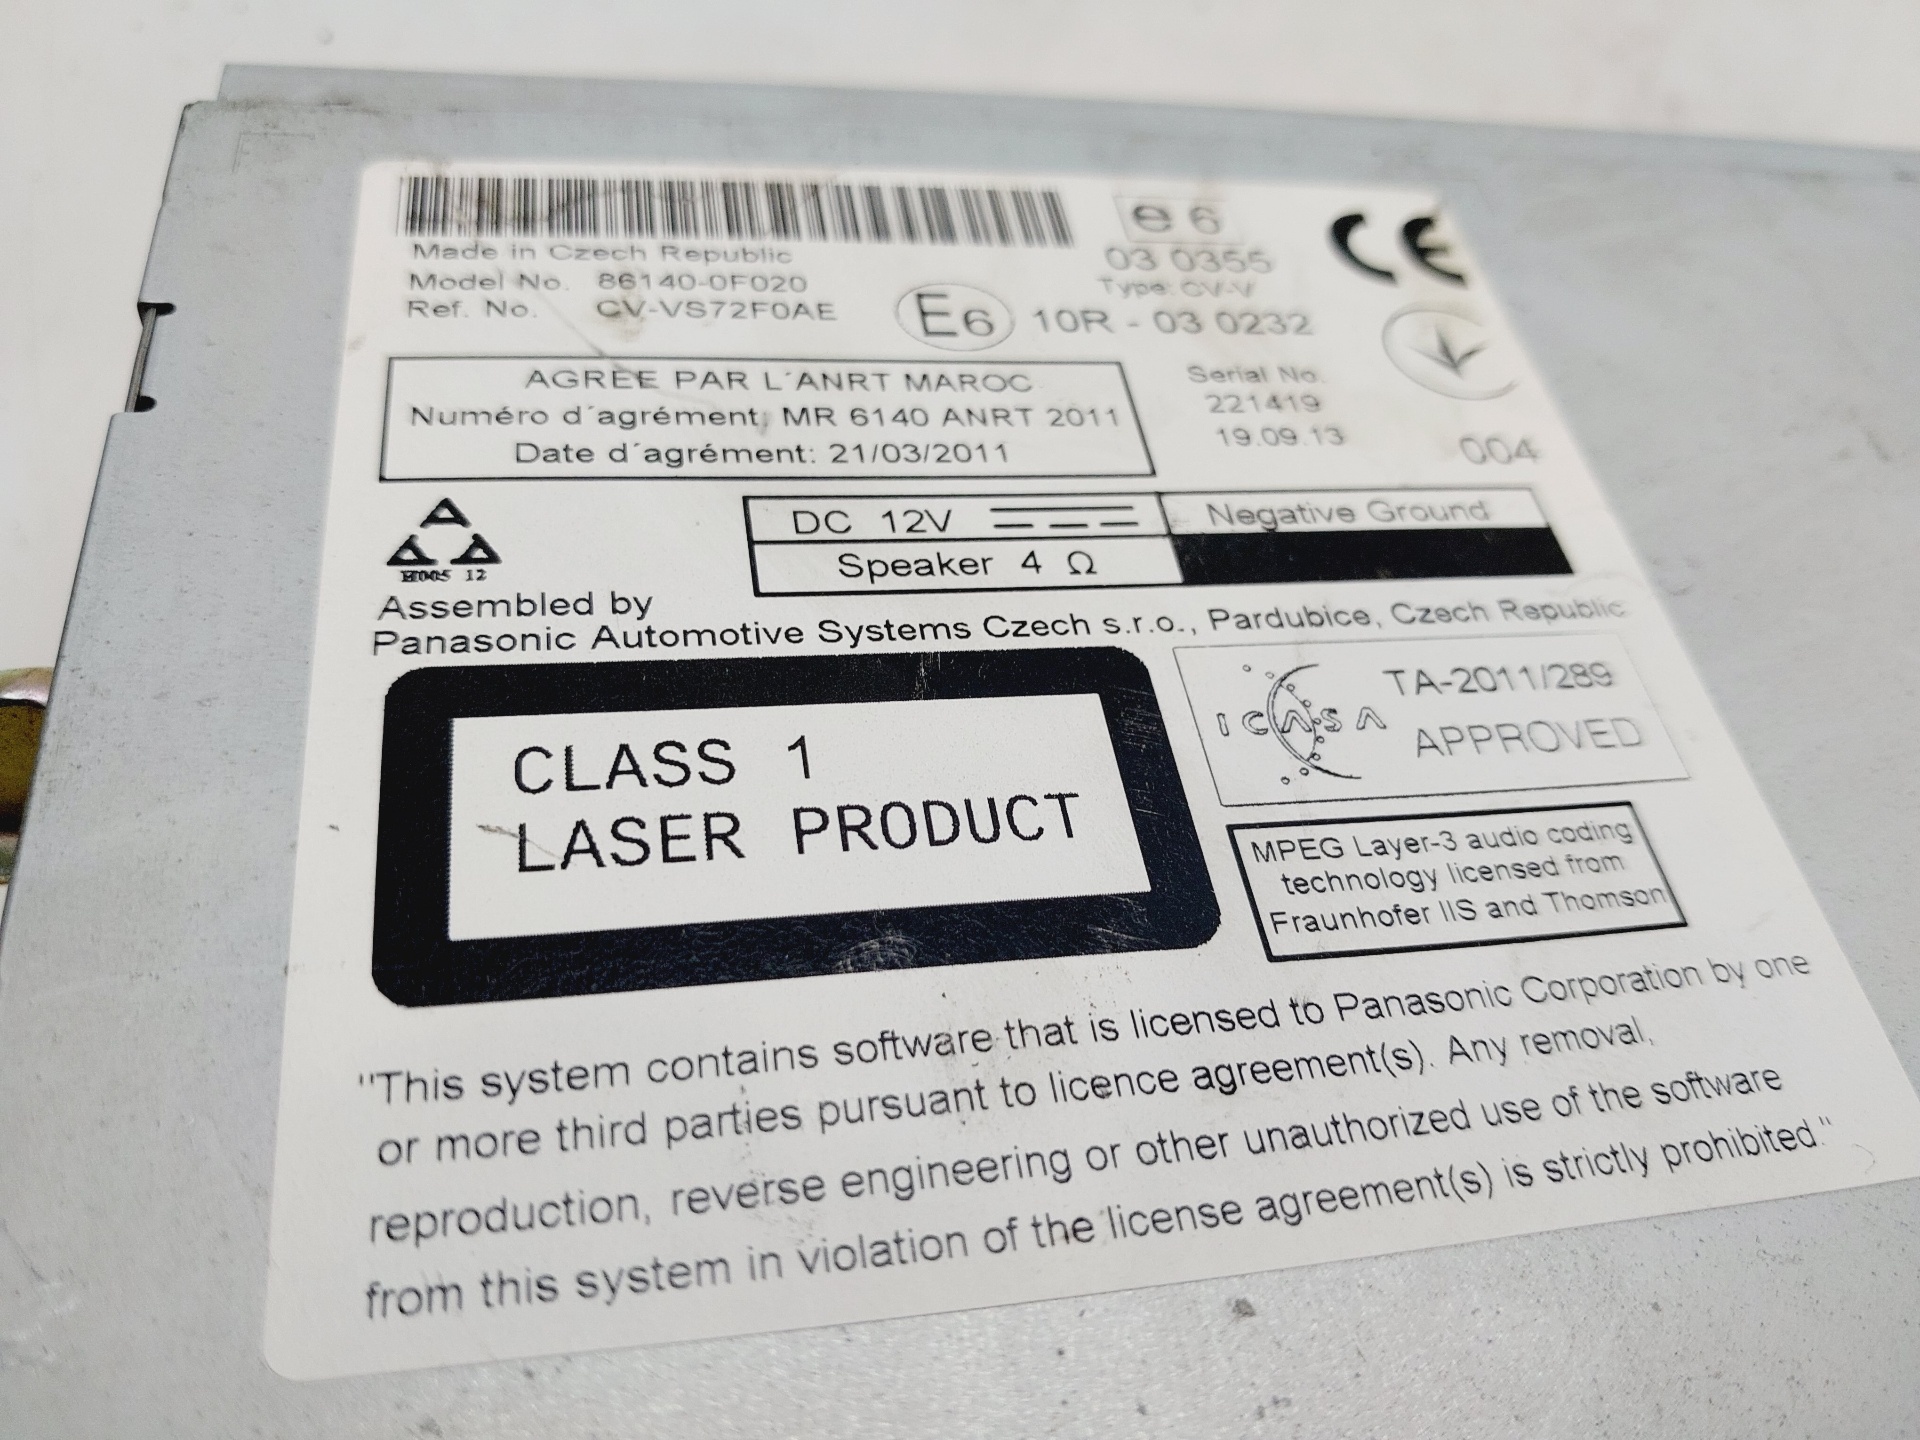 Made in Czech Republic
Model No. 86140-0F020
Ref. No. CV-VS72F0AE
e6
03 0355
Type: CV-V
CE
E6 10R - 03 0232
AGREE PAR L´ANRT MAROC
Numéro d´agrément: MR 6140 ANRT 2011
Date d´agrément: 21/03/2011
Serial No.
221419
19.09.13
004
H005 12
DC 12V
Negative Ground
Speaker 4 Ω
Assembled by
Panasonic Automotive Systems Czech s.r.o., Pardubice, Czech Republic
CLASS 1
LASER PRODUCT
ICASA
TA-2011/289
APPROVED
MPEG Layer-3 audio coding
technology licensed from
Fraunhofer IIS and Thomson
"This system contains software that is licensed to Panasonic Corporation by one
or more third parties pursuant to licence agreement(s). Any removal,
reproduction, reverse engineering or other unauthorized use of the software
from this system in violation of the license agreement(s) is strictly prohibited."